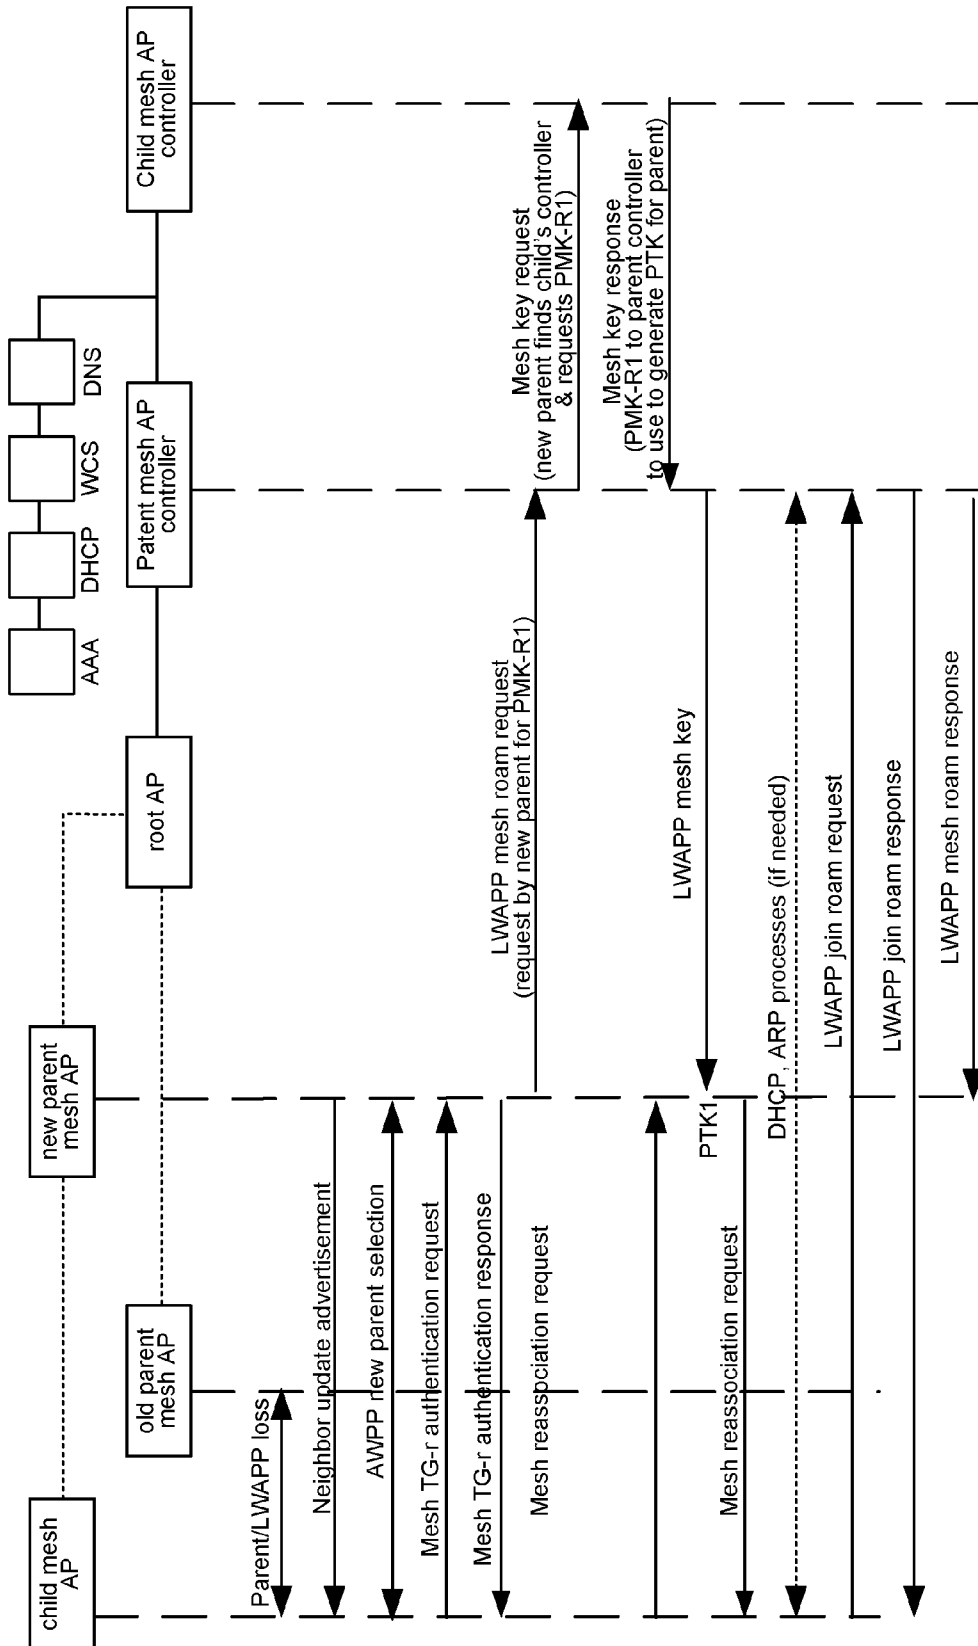 AAA
DHCP
WCS
DNS
child mesh
AP
old parent
mesh AP
new parent
mesh AP
root AP
Patent mesh AP
controller
Child mesh AP
controller
Parent/LWAPP loss
Neighbor update advertisement
AWPP new parent selection
Mesh TG-r authentication request
Mesh TG-r authentication response
Mesh reassociation request
LWAPP mesh roam request
(request by new parent for PMK-R1)
Mesh key request
(new parent finds child's controller
& requests PMK-R1)
Mesh key response
(PMK-R1 to parent controller
to use to generate PTK for parent)
LWAPP mesh key
PTK1
Mesh reassociation request
DHCP, ARP processes (if needed)
LWAPP join roam request
LWAPP join roam response
LWAPP mesh roam response